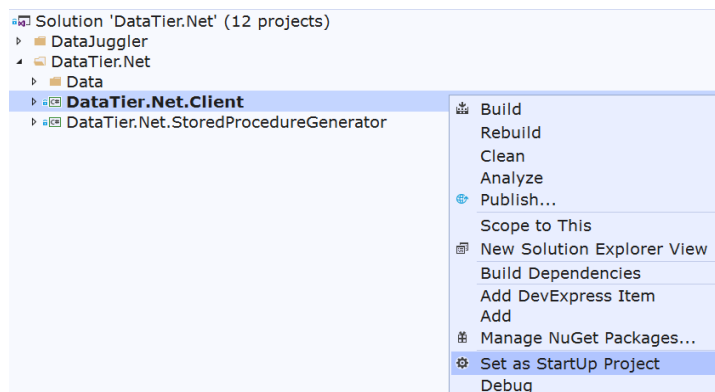 Solution 'DataTier.Net' (12 projects)
DataJuggler
DataTier.Net
Data
DataTier.Net.Client
DataTier.Net.StoredProcedureGenerator
Build
Rebuild
Clean
Analyze
Publish...
Scope to This
New Solution Explorer View
Build Dependencies
Add DevExpress Item
Add
Manage NuGet Packages...
Set as StartUp Project
Debug